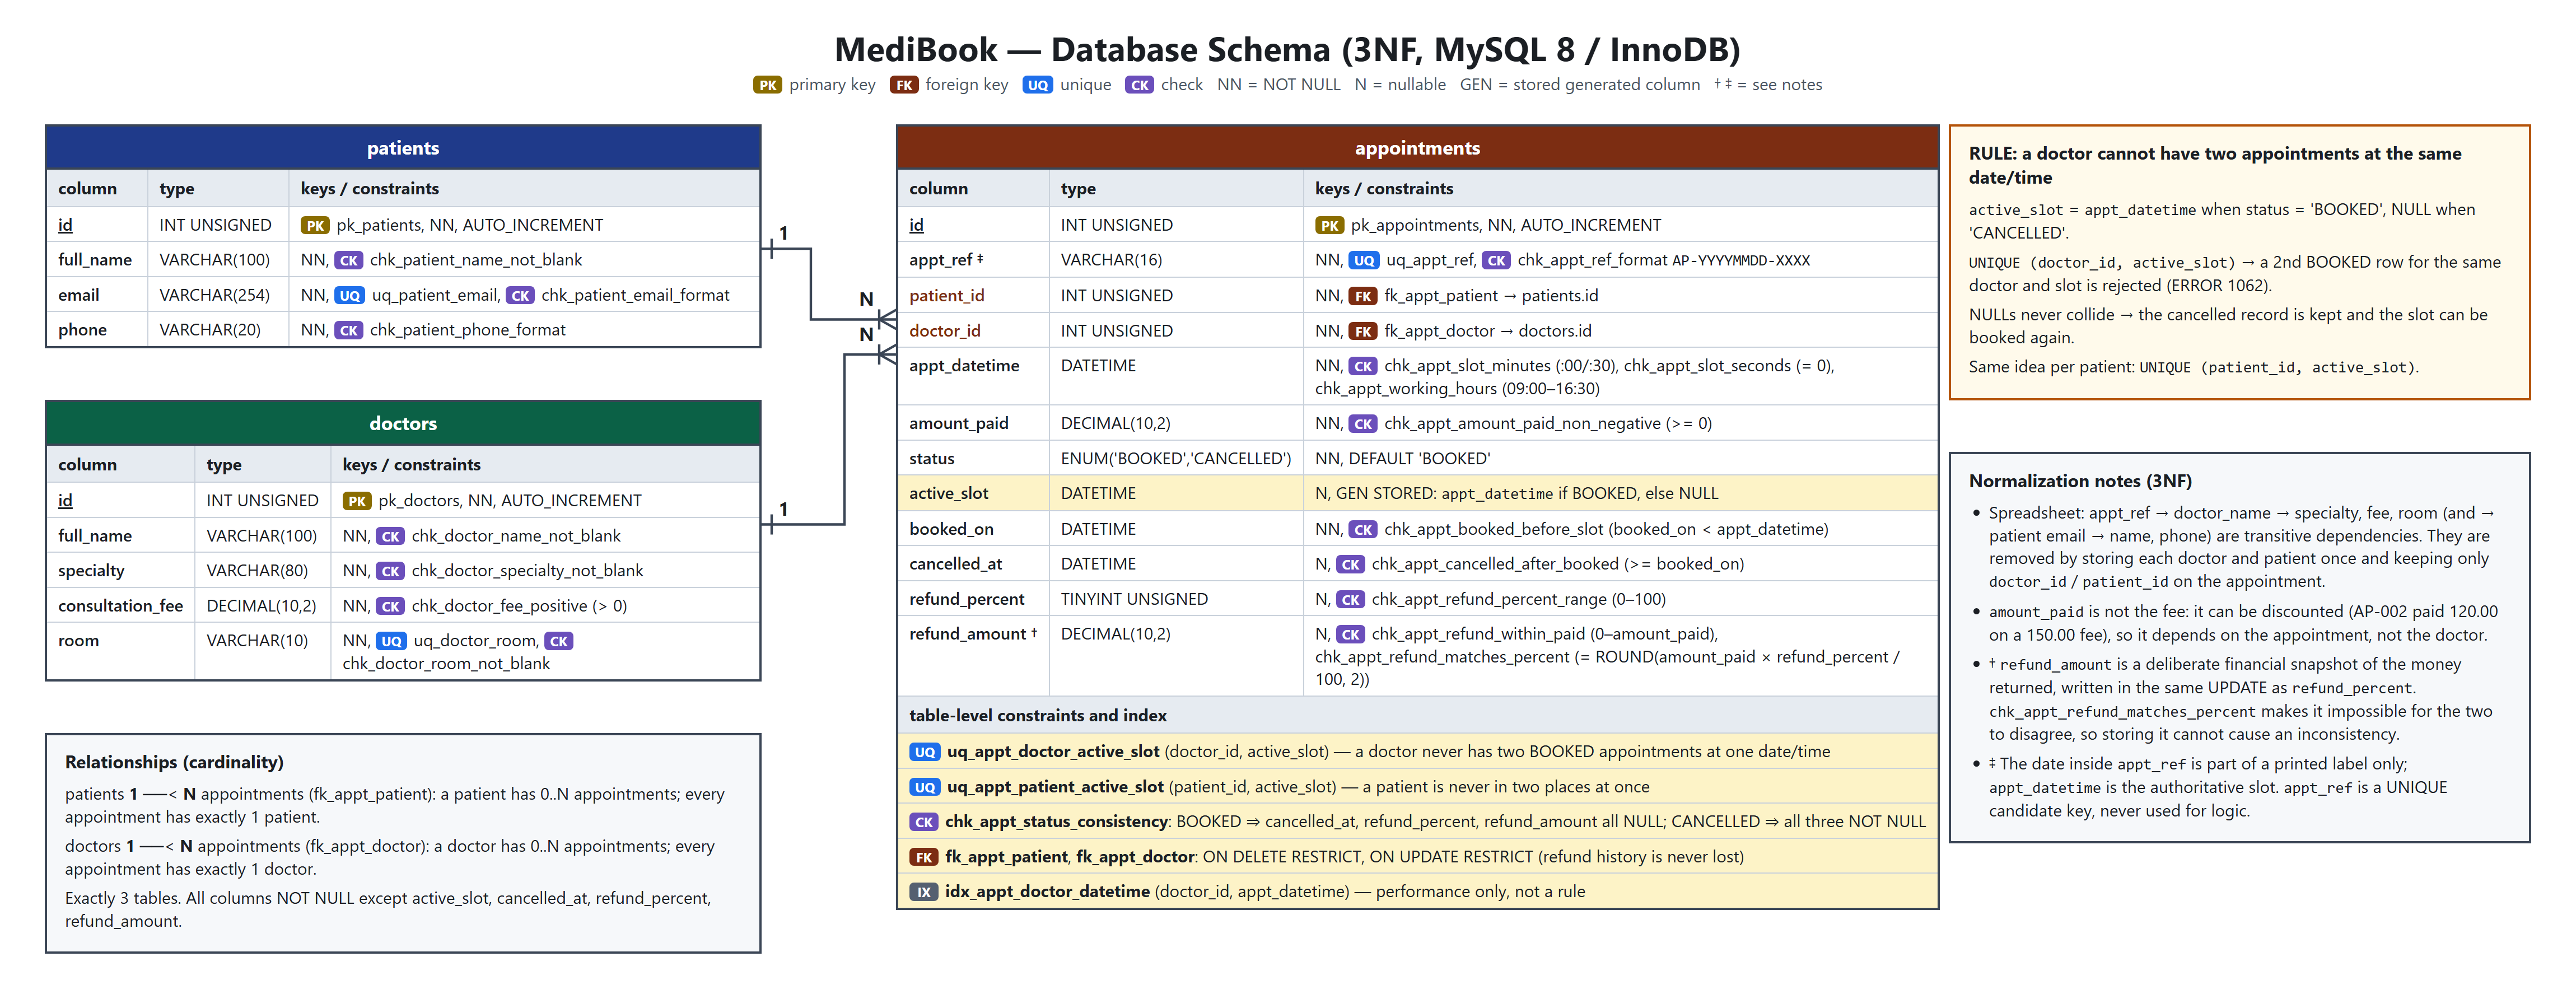 MediBook — Database Schema (3NF, MySQL 8 / InnoDB)
PK primary key FK foreign key UQ unique CK check NN = NOT NULL N = nullable GEN = stored generated column † ‡ = see notes
patients
column type keys / constraints
id INT UNSIGNED PK pk_patients, NN, AUTO_INCREMENT
full_name VARCHAR(100) NN, CK chk_patient_name_not_blank
email VARCHAR(254) NN, UQ uq_patient_email, CK chk_patient_email_format
phone VARCHAR(20) NN, CK chk_patient_phone_format
doctors
column type keys / constraints
id INT UNSIGNED PK pk_doctors, NN, AUTO_INCREMENT
full_name VARCHAR(100) NN, CK chk_doctor_name_not_blank
specialty VARCHAR(80) NN, CK chk_doctor_specialty_not_blank
consultation_fee DECIMAL(10,2) NN, CK chk_doctor_fee_positive (> 0)
room VARCHAR(10) NN, UQ uq_doctor_room, CK
chk_doctor_room_not_blank
Relationships (cardinality)
patients 1 ──< N appointments (fk_appt_patient): a patient has 0..N appointments; every
appointment has exactly 1 patient.
doctors 1 ──< N appointments (fk_appt_doctor): a doctor has 0..N appointments; every
appointment has exactly 1 doctor.
Exactly 3 tables. All columns NOT NULL except active_slot, cancelled_at, refund_percent,
refund_amount.
1
N
N
1
appointments
column type keys / constraints
id INT UNSIGNED PK pk_appointments, NN, AUTO_INCREMENT
appt_ref ‡ VARCHAR(16) NN, UQ uq_appt_ref, CK chk_appt_ref_format AP-YYYYMMDD-XXXX
patient_id INT UNSIGNED NN, FK fk_appt_patient → patients.id
doctor_id INT UNSIGNED NN, FK fk_appt_doctor → doctors.id
appt_datetime DATETIME NN, CK chk_appt_slot_minutes (:00/:30), chk_appt_slot_seconds (= 0),
chk_appt_working_hours (09:00–16:30)
amount_paid DECIMAL(10,2) NN, CK chk_appt_amount_paid_non_negative (>= 0)
status ENUM('BOOKED','CANCELLED') NN, DEFAULT 'BOOKED'
active_slot DATETIME N, GEN STORED: appt_datetime if BOOKED, else NULL
booked_on DATETIME NN, CK chk_appt_booked_before_slot (booked_on < appt_datetime)
cancelled_at DATETIME N, CK chk_appt_cancelled_after_booked (>= booked_on)
refund_percent TINYINT UNSIGNED N, CK chk_appt_refund_percent_range (0–100)
refund_amount † DECIMAL(10,2) N, CK chk_appt_refund_within_paid (0–amount_paid),
chk_appt_refund_matches_percent (= ROUND(amount_paid × refund_percent /
100, 2))
table-level constraints and index
UQ uq_appt_doctor_active_slot (doctor_id, active_slot) — a doctor never has two BOOKED appointments at one date/time
UQ uq_appt_patient_active_slot (patient_id, active_slot) — a patient is never in two places at once
CK chk_appt_status_consistency: BOOKED ⇒ cancelled_at, refund_percent, refund_amount all NULL; CANCELLED ⇒ all three NOT NULL
FK fk_appt_patient, fk_appt_doctor: ON DELETE RESTRICT, ON UPDATE RESTRICT (refund history is never lost)
IX idx_appt_doctor_datetime (doctor_id, appt_datetime) — performance only, not a rule
RULE: a doctor cannot have two appointments at the same
date/time
active_slot = appt_datetime when status = 'BOOKED', NULL when
'CANCELLED'.
UNIQUE (doctor_id, active_slot) → a 2nd BOOKED row for the same
doctor and slot is rejected (ERROR 1062).
NULLs never collide → the cancelled record is kept and the slot can be
booked again.
Same idea per patient: UNIQUE (patient_id, active_slot).
Normalization notes (3NF)
• Spreadsheet: appt_ref → doctor_name → specialty, fee, room (and →
patient email → name, phone) are transitive dependencies. They are
removed by storing each doctor and patient once and keeping only
doctor_id / patient_id on the appointment.
• amount_paid is not the fee: it can be discounted (AP-002 paid 120.00
on a 150.00 fee), so it depends on the appointment, not the doctor.
• † refund_amount is a deliberate financial snapshot of the money
returned, written in the same UPDATE as refund_percent.
chk_appt_refund_matches_percent makes it impossible for the two
to disagree, so storing it cannot cause an inconsistency.
• ‡ The date inside appt_ref is part of a printed label only;
appt_datetime is the authoritative slot. appt_ref is a UNIQUE
candidate key, never used for logic.